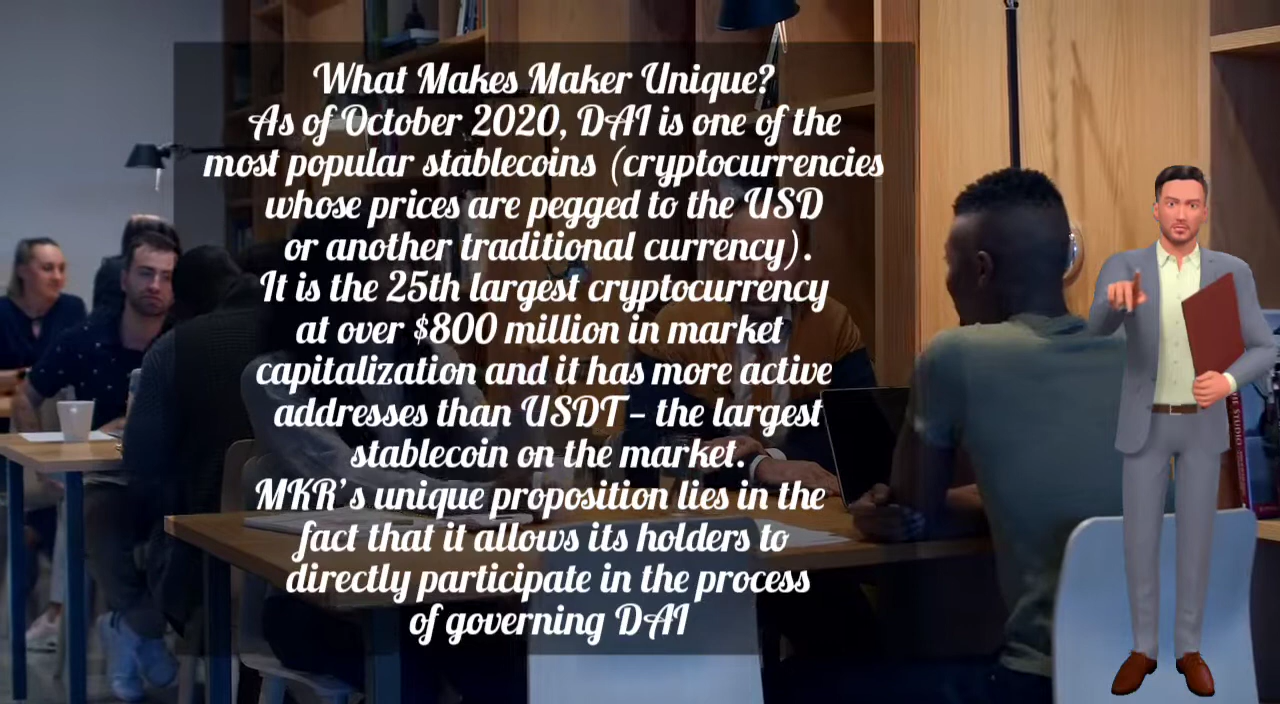 What Makes Maker Unique?
As of October 2020, DAI is one of the
most popular stablecoins (cryptocurrencies
whose prices are pegged to the USD
or another traditional currency).
It is the 25th largest cryptocurrency
at over $800 million in market
capitalization and it has more active
addresses than USDT – the largest
stablecoin on the market.
MKR’s unique proposition lies in the
fact that it allows its holders to
directly participate in the process
of governing DAI
STUDIO